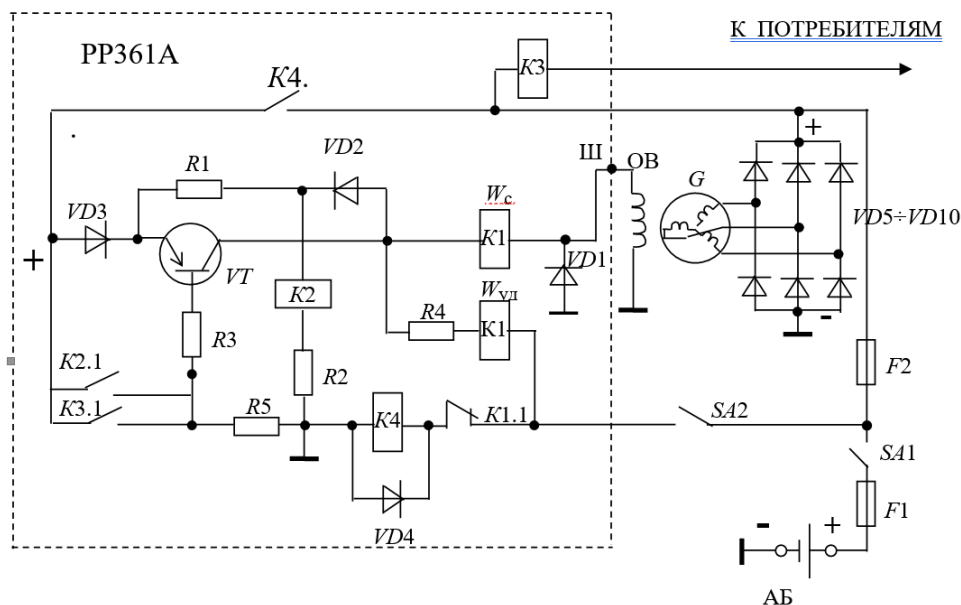 К ПОТРЕБИТЕЛЯМ
РР361А
К3
К4.
+
Ш
ОВ
R1
VD2
Wс
G
VD3
К1
VD5÷VD10
+
VT
VD1
К2
Wуд
R4
К1
-
R3
К2.1
R2
F2
К3.1
R5
К4
К1.1
SA2
SA1
VD4
F1
-
+
АБ